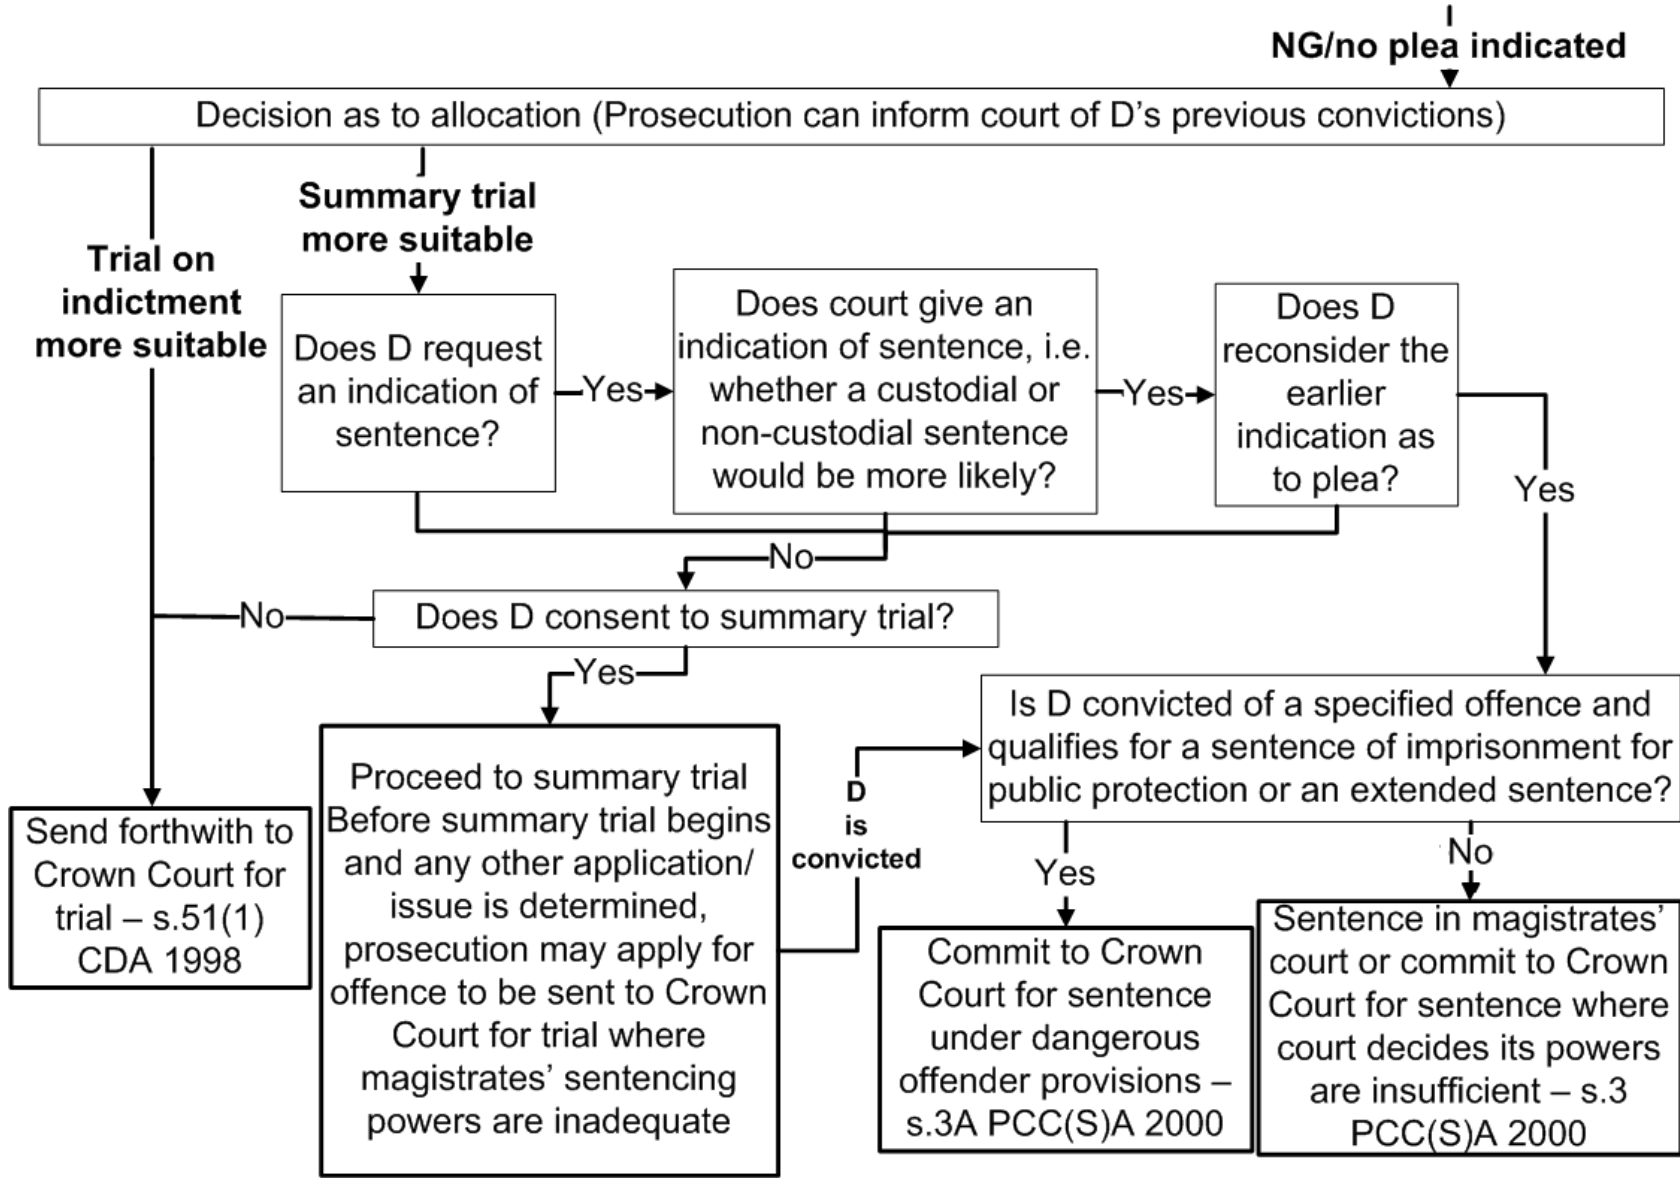 NG/no plea indicated
Decision as to allocation (Prosecution can inform court of D's previous convictions)
Summary trial
more suitable
Trial on
indictment
more suitable
Does D request
an indication of
sentence?
Yes
Does court give an
indication of sentence, i.e.
whether a custodial or
non-custodial sentence
would be more likely?
Yes
Does D
reconsider the
earlier
indication as
to plea?
Yes
No
Does D consent to summary trial?
No
Yes
Is D convicted of a specified offence and
qualifies for a sentence of imprisonment for
public protection or an extended sentence?
Proceed to summary trial
Before summary trial begins
and any other application/
issue is determined,
prosecution may apply for
offence to be sent to Crown
Court for trial where
magistrates' sentencing
powers are inadequate
D
is
convicted
Send forthwith to
Crown Court for
trial – s.51(1)
CDA 1998
Yes
No
Commit to Crown
Court for sentence
under dangerous
offender provisions –
s.3A PCC(S)A 2000
Sentence in magistrates'
court or commit to Crown
Court for sentence where
court decides its powers
are insufficient – s.3
PCC(S)A 2000